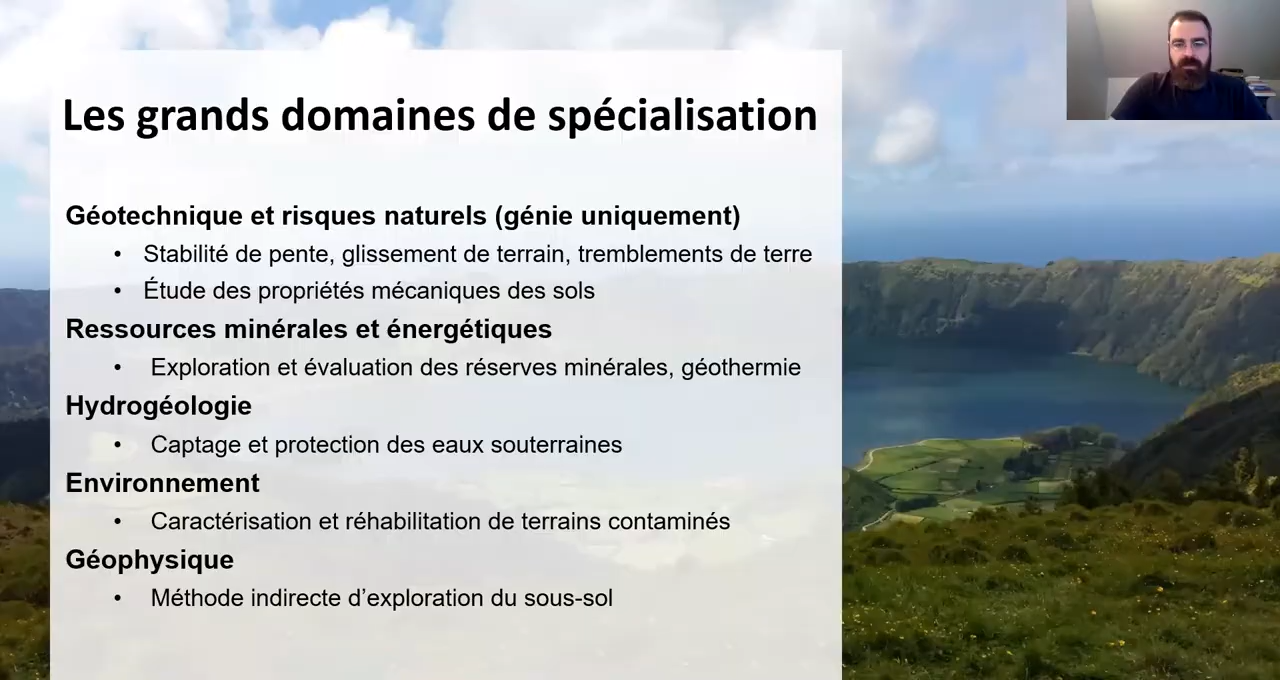 Les grands domaines de spécialisation
Géotechnique et risques naturels (génie uniquement)
• Stabilité de pente, glissement de terrain, tremblements de terre
• Étude des propriétés mécaniques des sols
Ressources minérales et énergétiques
• Exploration et évaluation des réserves minérales, géothermie
Hydrogéologie
• Captage et protection des eaux souterraines
Environnement
• Caractérisation et réhabilitation de terrains contaminés
Géophysique
• Méthode indirecte d’exploration du sous-sol